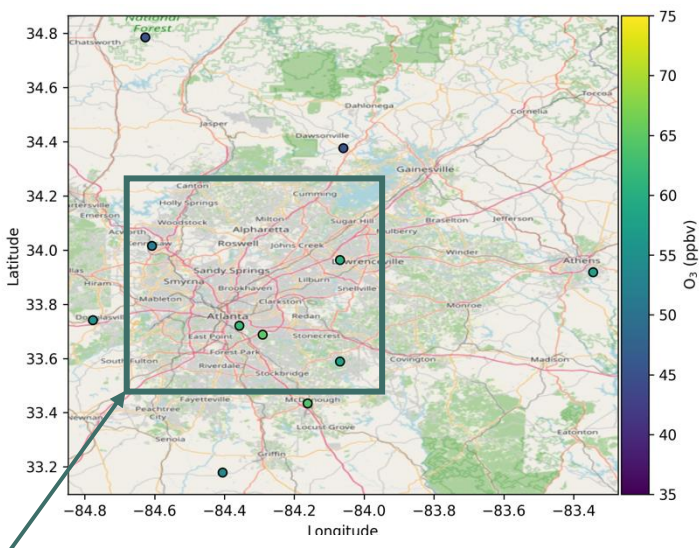 National
Forest
Chatsworth
34.8
Toccoa
34.6
Cornelia
Dahlonega
Jasper
Dawsonville
34.4
Gainesville
34.2
Canton
Cumming
Holly Springs
Emerson
Woodstock
Milton
Sugar Hill
Braselton
Jefferson
Acworth
Alpharetta
Roswell
Johns Creek
34.0
Sandy Springs
Winder
Athens
Smyrna
Brookhaven
Lilburn
Hiram
Snellville
Mableton
Clarkston
Monroe
33.8
Atlanta
Redan
East Point
Stonecrest
Forest Park
33.6
Riverdale
Covington
Madison
Stockbridge
Fayetteville
Peachtree
City
33.4
Locust Grove
Senoia
Eatonton
Griffin
33.2
−84.8 −84.6 −84.4 −84.2 −84.0 −83.8 −83.6 −83.4
Longitude
Latitude
75
70
65
60
55
50
45
40
35
O₃ (ppbv)